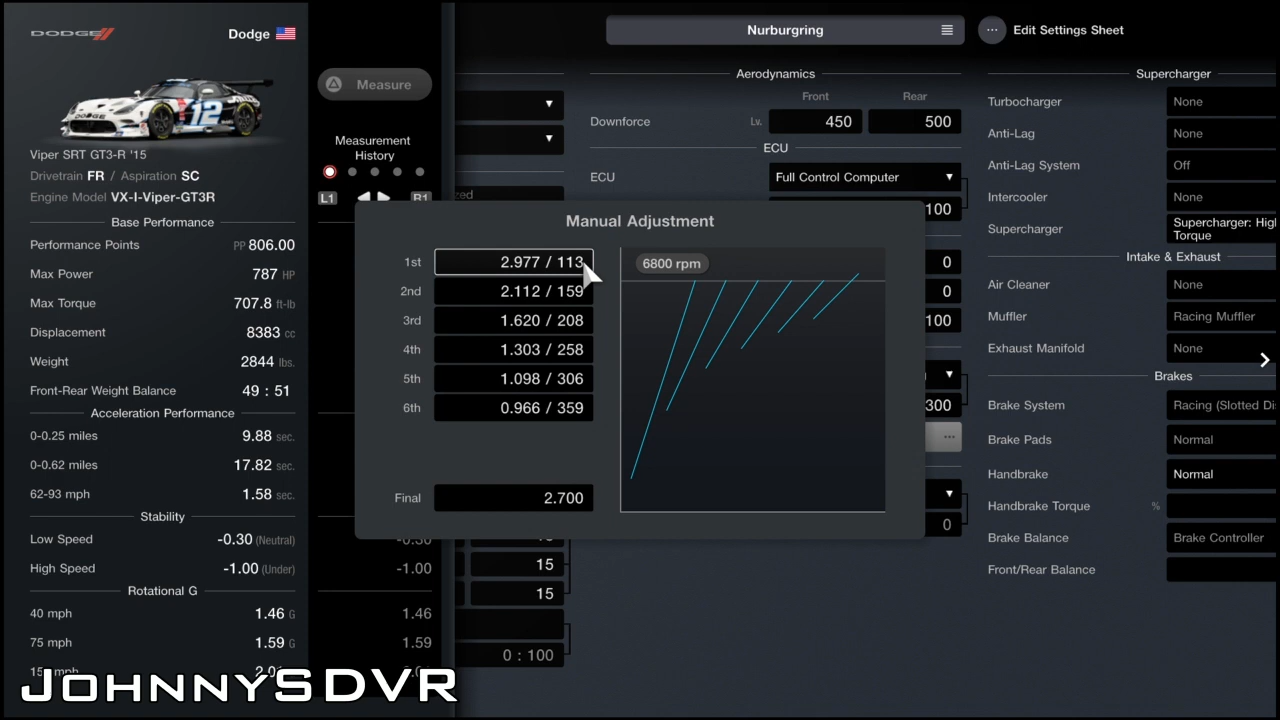 DODGE
Dodge
Viper SRT GT3-R '15
Drivetrain FR / Aspiration SC
Engine Model VX-I-Viper-GT3R
Base Performance
Performance Points PP 806.00
Max Power 787 HP
Max Torque 707.8 ft-lb
Displacement 8383 cc
Weight 2844 lbs.
Front-Rear Weight Balance 49 : 51
Acceleration Performance
0-0.25 miles 9.88 sec.
0-0.62 miles 17.82 sec.
62-93 mph 1.58 sec.
Stability
Low Speed -0.30 (Neutral)
High Speed -1.00 (Under)
Rotational G
40 mph 1.46 G
75 mph 1.59 G
JOHNNYSDVR
Measure
Measurement
History
L1 R1
-1.00
1.46
1.59
Nurburgring
Edit Settings Sheet
Manual Adjustment
1st 2.977 / 113
2nd 2.112 / 159
3rd 1.620 / 208
4th 1.303 / 258
5th 1.098 / 306
6th 0.966 / 359
Final 2.700
6800 rpm
15
15
0 : 100
Aerodynamics
Front Rear
Downforce Lv. 450 500
ECU
ECU Full Control Computer
100
0
0
100
300
0
Supercharger
Turbocharger None
Anti-Lag None
Anti-Lag System Off
Intercooler None
Supercharger Supercharger: Hig
Torque
Intake & Exhaust
Air Cleaner None
Muffler Racing Muffler
Exhaust Manifold None
Brakes
Brake System Racing (Slotted Di
Brake Pads Normal
Handbrake Normal
Handbrake Torque %
Brake Balance Brake Controller
Front/Rear Balance